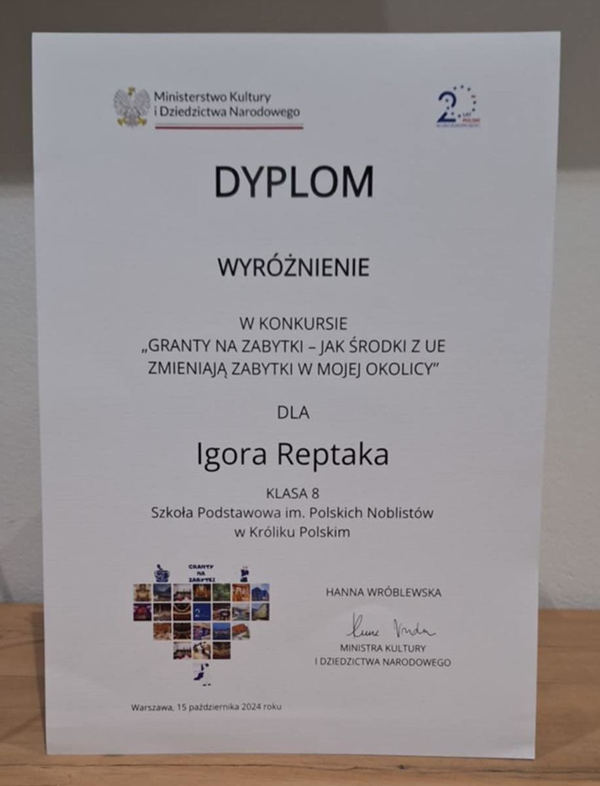 Ministerstwo Kultury
i Dziedzictwa Narodowego
20 LAT
DYPLOM
WYRÓŻNIENIE
W KONKURSIE
„GRANTY NA ZABYTKI – JAK ŚRODKI Z UE
ZMIENIAJĄ ZABYTKI W MOJEJ OKOLICY”
DLA
Igora Reptaka
KLASA 8
Szkoła Podstawowa im. Polskich Noblistów
w Króliku Polskim
GRANTY
NA
ZABYTKI
HANNA WRÓBLEWSKA
MINISTRA KULTURY
I DZIEDZICTWA NARODOWEGO
Warszawa, 15 października 2024 roku